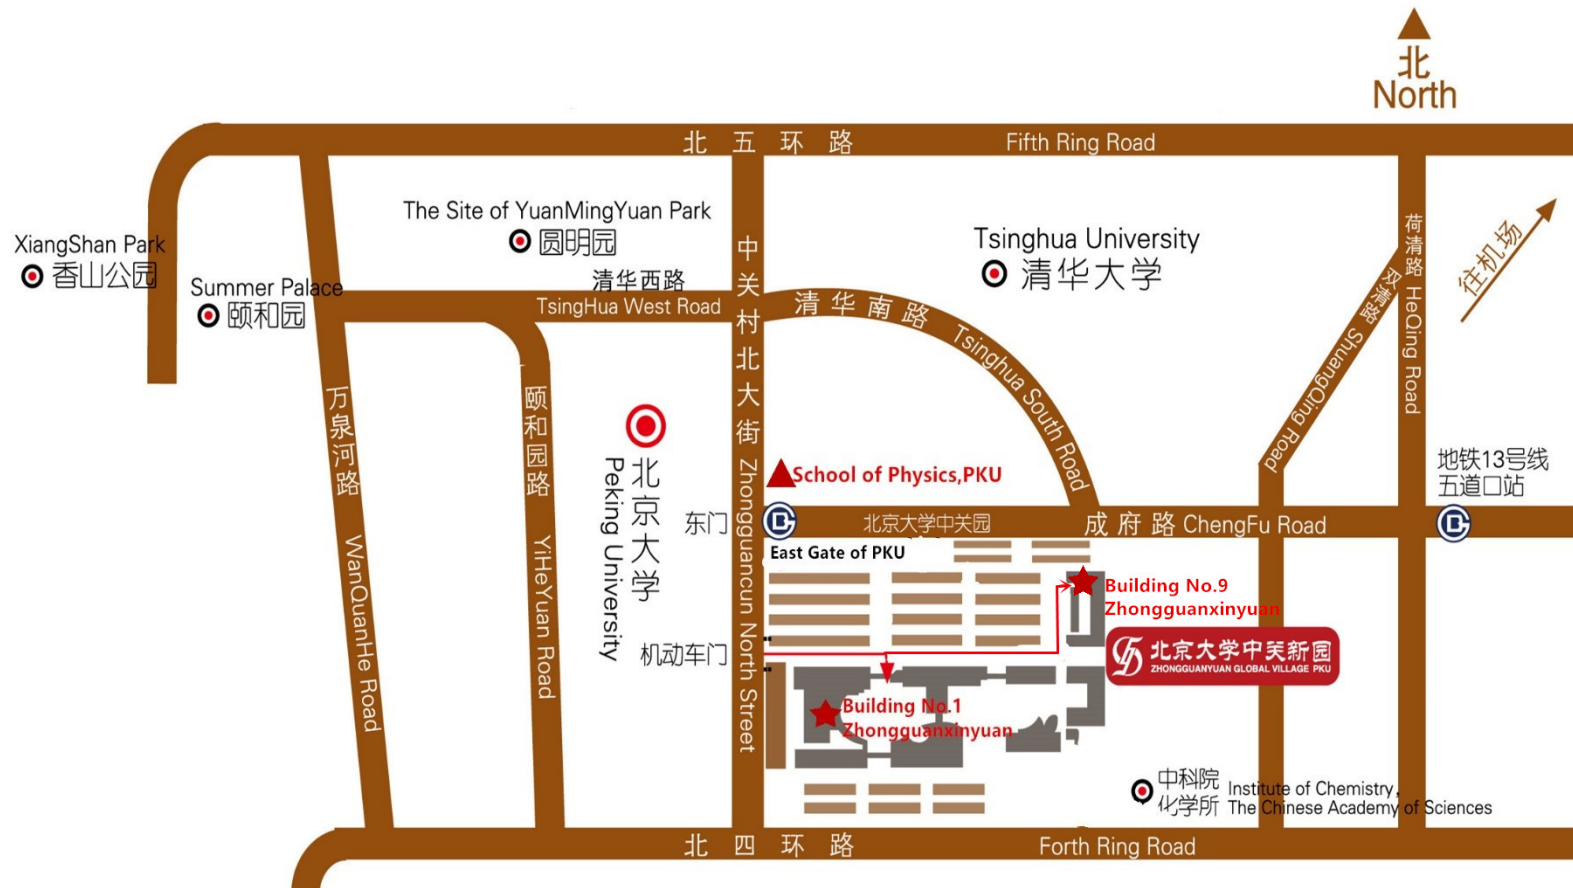 北
North
北五环路
Fifth Ring Road
The Site of YuanMingYuan Park
圆明园
XiangShan Park
香山公园
Summer Palace
颐和园
清华西路
TsingHua West Road
中关村北大街
Zhongguancun North Street
Tsinghua University
清华大学
清华南路
Tsinghua South Road
荷清路 HeQing Road
双清路 ShuangQing Road
往机场
万泉河路
WanQuanHe Road
颐和园路
YiHeYuan Road
北京大学
Peking University
School of Physics,PKU
地铁13号线
五道口站
东门
北京大学中关园
成府路 ChengFu Road
East Gate of PKU
Building No.9
Zhongguanxinyuan
机动车门
北京大学中关新园
ZHONGGUANYUAN GLOBAL VILLAGE PKU
Building No.1
Zhongguanxinyuan
中科院
化学所
Institute of Chemistry,
The Chinese Academy of Sciences
北四环路
Forth Ring Road